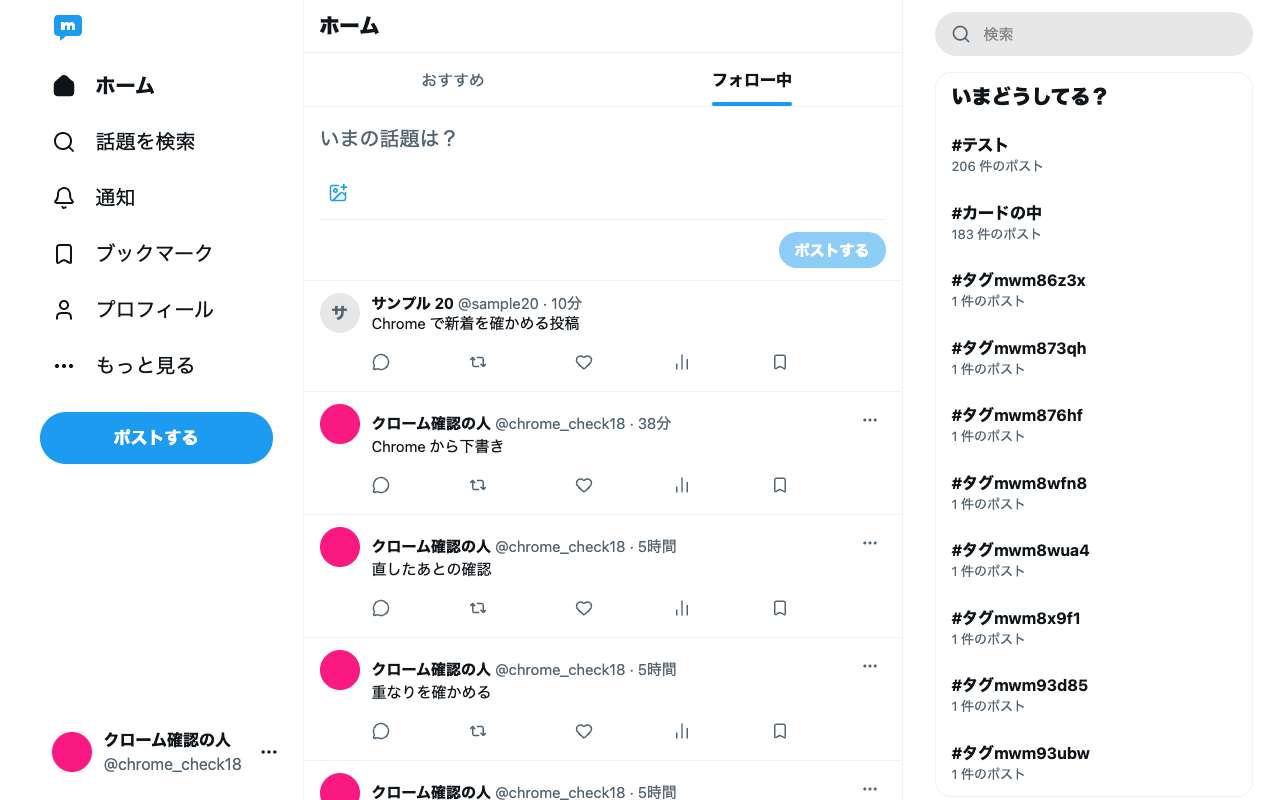 m
ホーム
話題を検索
通知
ブックマーク
プロフィール
もっと見る
ポストする
クローム確認の人
@chrome_check18
ホーム
おすすめ
フォロー中
いまの話題は？
ポストする
サ
サンプル 20 @sample20 · 10分
Chrome で新着を確かめる投稿
クローム確認の人 @chrome_check18 · 38分
Chrome から下書き
クローム確認の人 @chrome_check18 · 5時間
直したあとの確認
クローム確認の人 @chrome_check18 · 5時間
重なりを確かめる
クローム確認の人 @chrome_check18 · 5時間
検索
いまどうしてる？
#テスト
206 件のポスト
#カードの中
183 件のポスト
#タグmwm86z3x
1 件のポスト
#タグmwm873qh
1 件のポスト
#タグmwm876hf
1 件のポスト
#タグmwm8wfn8
1 件のポスト
#タグmwm8wua4
1 件のポスト
#タグmwm8x9f1
1 件のポスト
#タグmwm93d85
1 件のポスト
#タグmwm93ubw
1 件のポスト